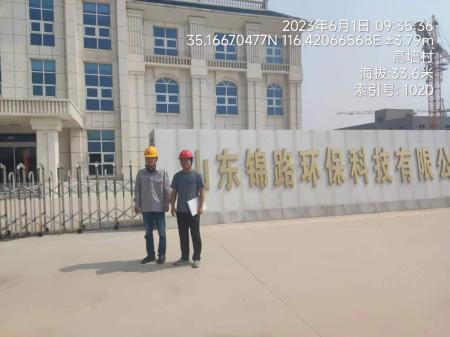 2023年6月1日 09:35:36
35.16670477N 116.42066568E ±3.79m
高墙村
海拔:33.6米
索引号: 1020
山东锦路环保科技有限公